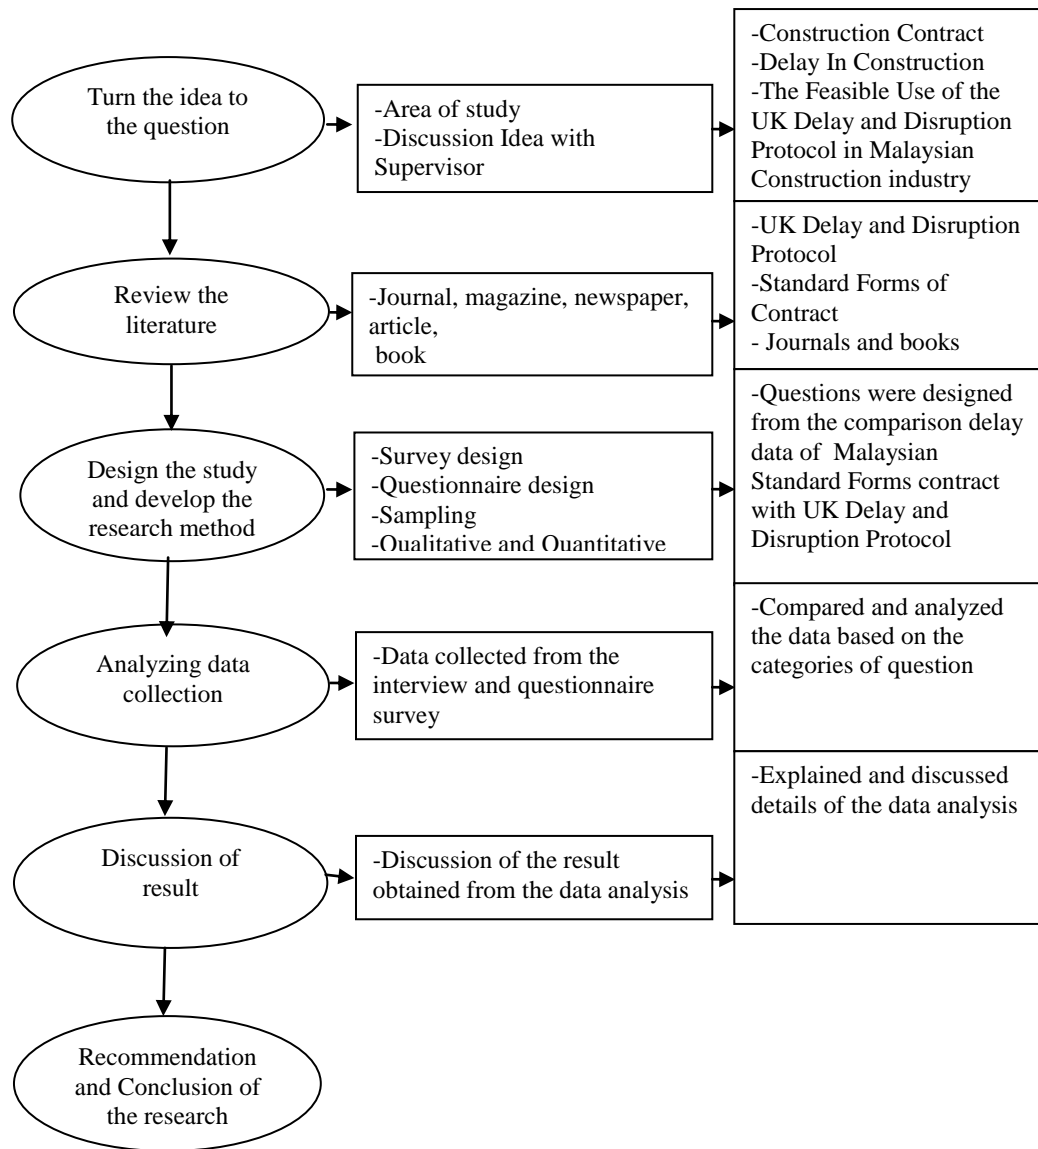 Turn the idea to
the question
-Area of study
-Discussion Idea with
Supervisor
-Construction Contract
-Delay In Construction
-The Feasible Use of the
UK Delay and Disruption
Protocol in Malaysian
Construction industry
Review the
literature
-Journal, magazine, newspaper,
article,
book
-UK Delay and Disruption
Protocol
-Standard Forms of
Contract
- Journals and books
Design the study
and develop the
research method
-Survey design
-Questionnaire design
-Sampling
-Qualitative and Quantitative
-Questions were designed
from the comparison delay
data of Malaysian
Standard Forms contract
with UK Delay and
Disruption Protocol
Analyzing data
collection
-Data collected from the
interview and questionnaire
survey
-Compared and analyzed
the data based on the
categories of question
Discussion of
result
-Discussion of the result
obtained from the data analysis
-Explained and discussed
details of the data analysis
Recommendation
and Conclusion of
the research